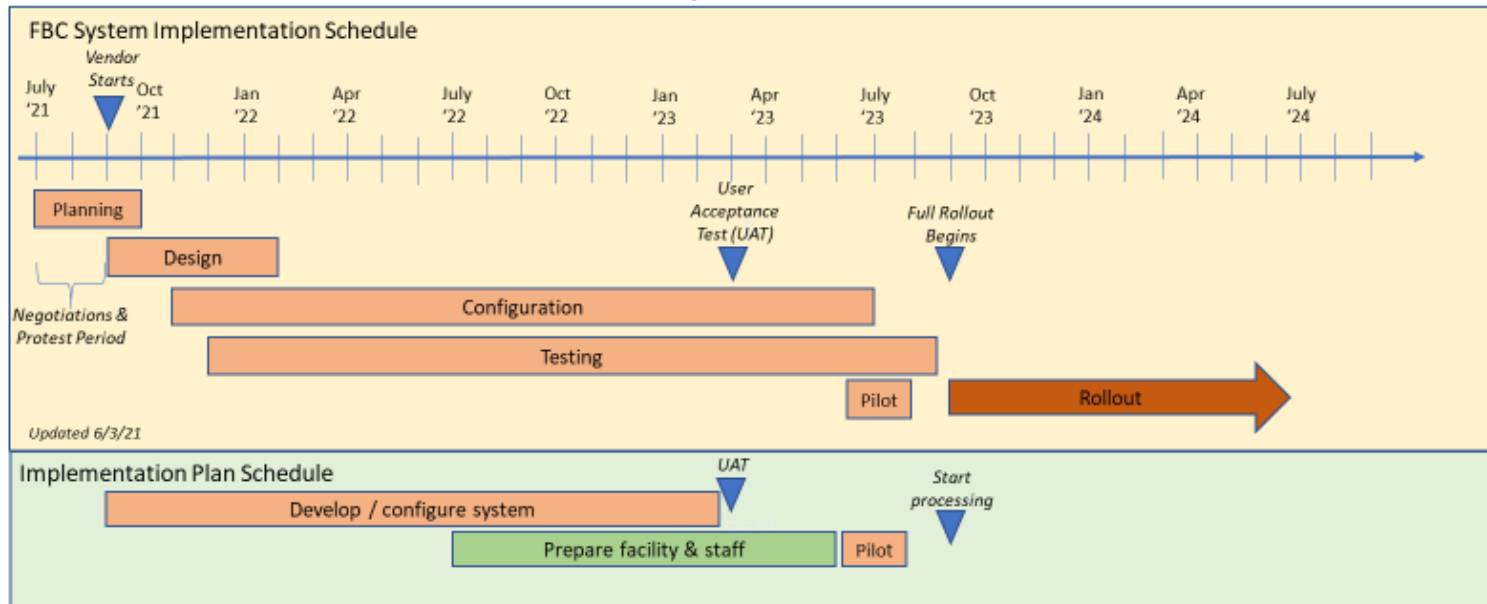 FBC System Implementation Schedule
Vendor
Starts
July
'21
Oct
'21
Jan
'22
Apr
'22
July
'22
Oct
'22
Jan
'23
Apr
'23
July
'23
Oct
'23
Jan
'24
Apr
'24
July
'24
Planning
User
Acceptance
Test (UAT)
Full Rollout
Begins
Design
Negotiations &
Protest Period
Configuration
Testing
Pilot
Rollout
Updated 6/3/21
Implementation Plan Schedule
UAT
Start
processing
Develop / configure system
Prepare facility & staff
Pilot